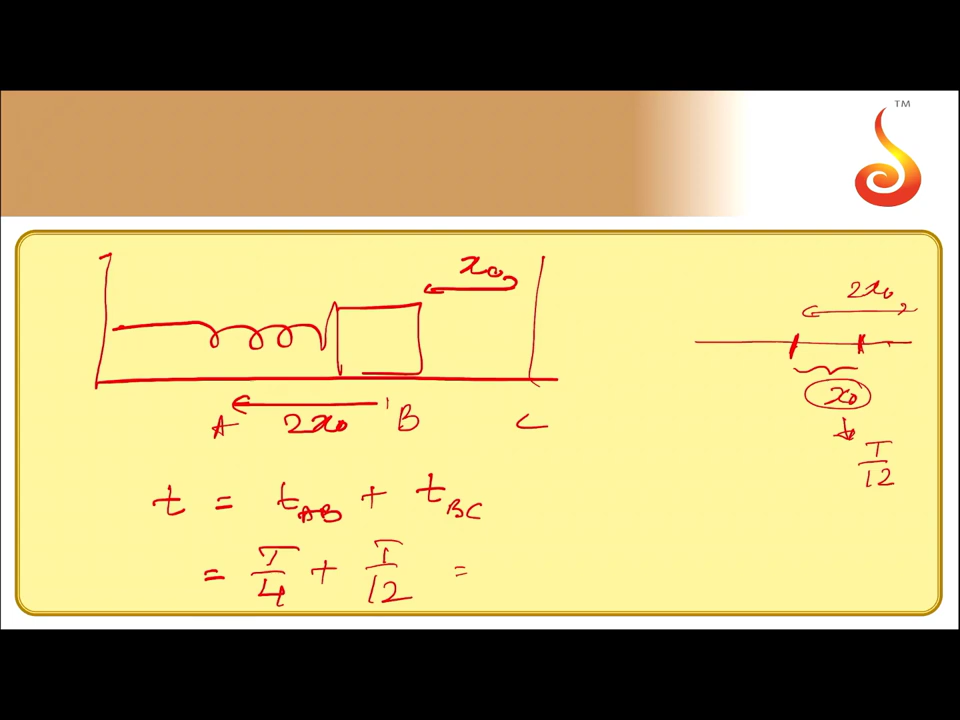 TM
x₀
2x₀
x₀
A 2x₀ B C
T/12
t = t_AB + t_BC
= T/4 + T/12 =